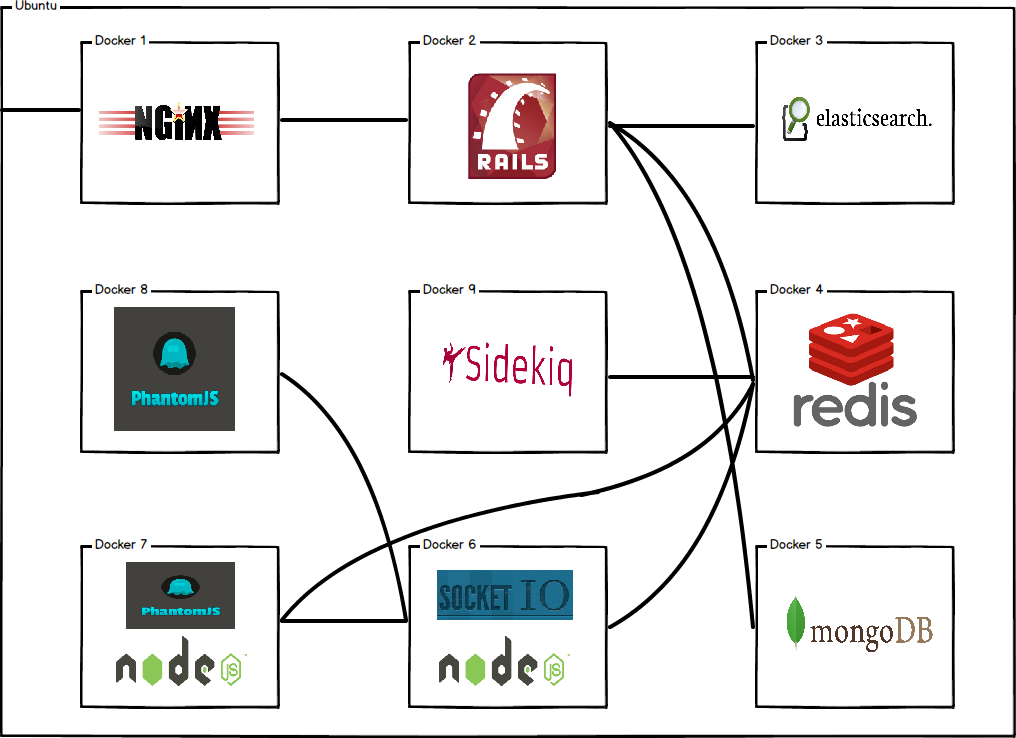 Ubuntu
Docker 1
NGiNX
Docker 2
RAILS
Docker 3
elasticsearch.
Docker 8
PhantomJS
Docker 9
Sidekiq
Docker 4
redis
Docker 7
PhantomJS
node JS
Docker 6
SOCKET IO
node JS
Docker 5
mongoDB